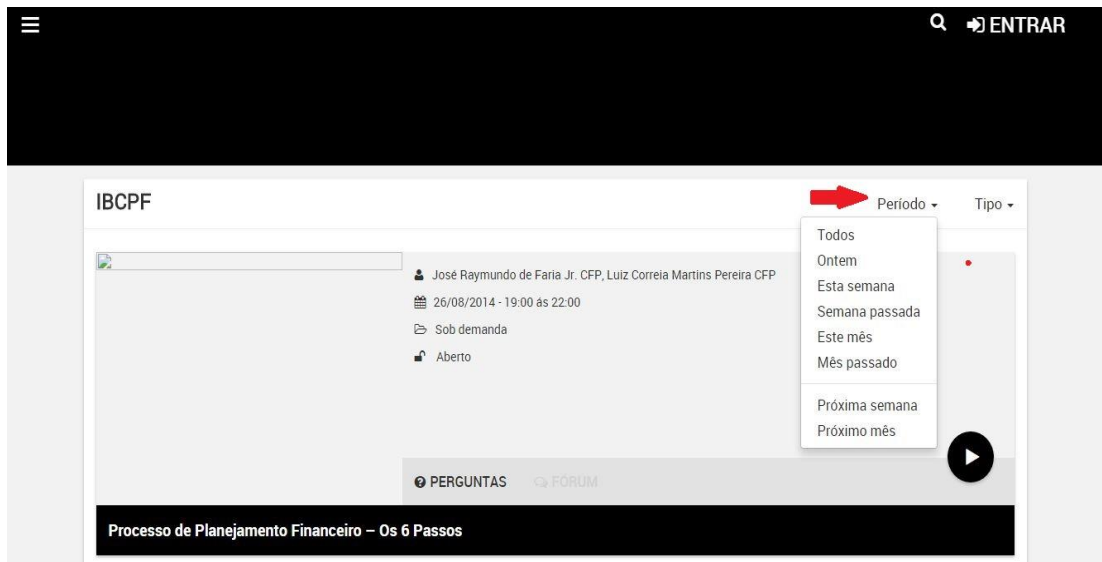 ENTRAR
IBCPF
Período
Tipo
Todos
Ontem
Esta semana
Semana passada
Este mês
Mês passado
Próxima semana
Próximo mês
José Raymundo de Faria Jr. CFP, Luiz Correia Martins Pereira CFP
26/08/2014 - 19:00 ás 22:00
Sob demanda
Aberto
PERGUNTAS
FÓRUM
Processo de Planejamento Financeiro – Os 6 Passos